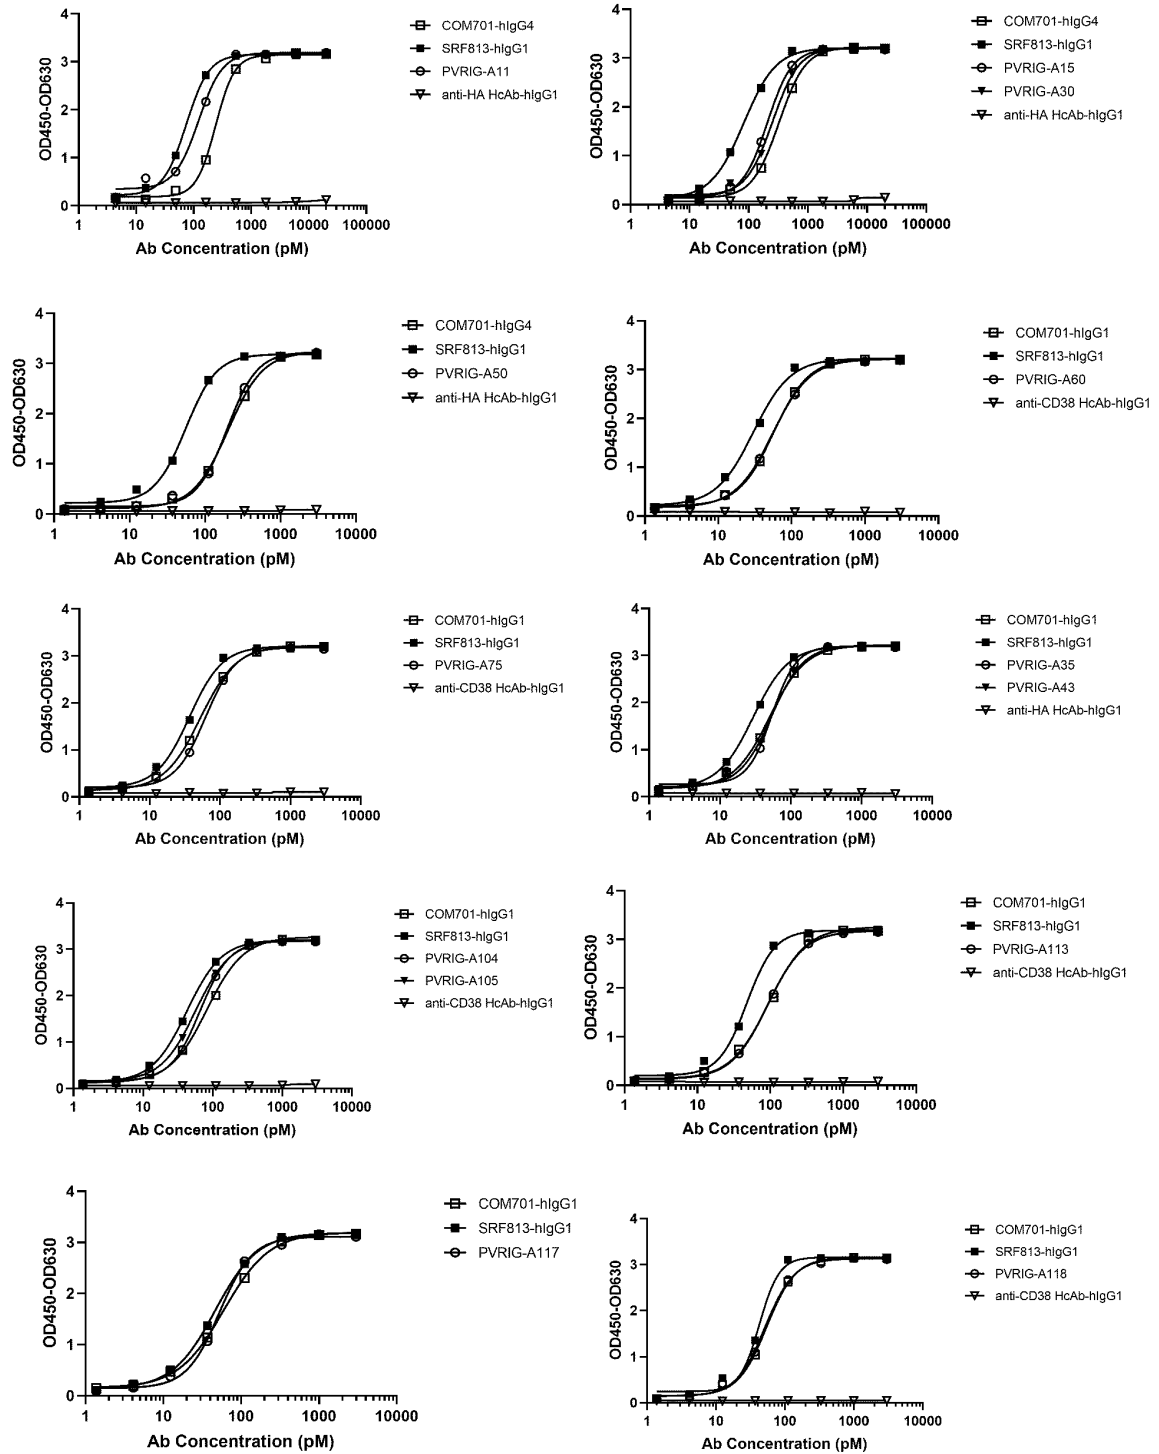 4
3
2
1
0
OD450-OD630
1 10 100 1000 10000 100000
Ab Concentration (pM)
COM701-hIgG4
SRF813-hIgG1
PVRIG-A11
anti-HA HcAb-hIgG1
4
3
2
1
0
OD450-OD630
1 10 100 1000 10000 100000
Ab Concentration (pM)
COM701-hIgG4
SRF813-hIgG1
PVRIG-A15
PVRIG-A30
anti-HA HcAb-hIgG1
4
3
2
1
0
OD450-OD630
1 10 100 1000 10000
Ab Concentration (pM)
COM701-hIgG4
SRF813-hIgG1
PVRIG-A50
anti-HA HcAb-hIgG1
4
3
2
1
0
OD450-OD630
1 10 100 1000 10000
Ab Concentration (pM)
COM701-hIgG1
SRF813-hIgG1
PVRIG-A60
anti-CD38 HcAb-hIgG1
4
3
2
1
0
OD450-OD630
1 10 100 1000 10000
Ab Concentration (pM)
COM701-hIgG1
SRF813-hIgG1
PVRIG-A75
anti-CD38 HcAb-hIgG1
4
3
2
1
0
OD450-OD630
1 10 100 1000 10000
Ab Concentration (pM)
COM701-hIgG1
SRF813-hIgG1
PVRIG-A35
PVRIG-A43
anti-HA HcAb-hIgG1
4
3
2
1
0
OD450-OD630
1 10 100 1000 10000
Ab Concentration (pM)
COM701-hIgG1
SRF813-hIgG1
PVRIG-A104
PVRIG-A105
anti-CD38 HcAb-hIgG1
4
3
2
1
0
OD450-OD630
1 10 100 1000 10000
Ab Concentration (pM)
COM701-hIgG1
SRF813-hIgG1
PVRIG-A113
anti-CD38 HcAb-hIgG1
4
3
2
1
0
OD450-OD630
1 10 100 1000 10000
Ab Concentration (pM)
COM701-hIgG1
SRF813-hIgG1
PVRIG-A117
4
3
2
1
0
OD450-OD630
1 10 100 1000 10000
Ab Concentration (pM)
COM701-hIgG1
SRF813-hIgG1
PVRIG-A118
anti-CD38 HcAb-hIgG1